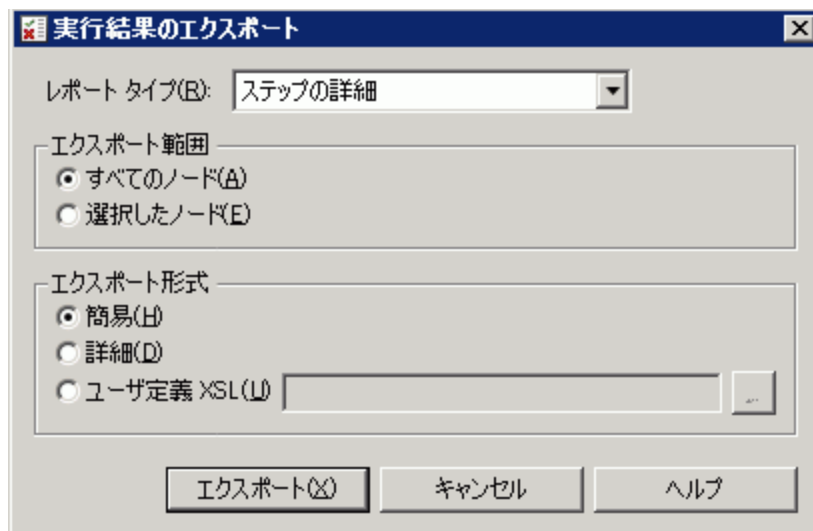 実行結果のエクスポート
レポート タイプ(R): ステップの詳細
エクスポート範囲
すべてのノード(A)
選択したノード(E)
エクスポート形式
簡易(H)
詳細(D)
ユーザ定義 XSL(U) ...
エクスポート(X) キャンセル ヘルプ